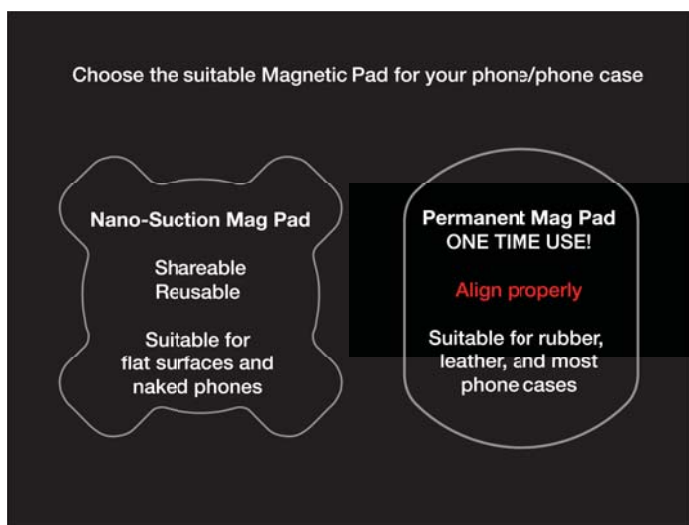 Choose the suitable Magnetic Pad for your phone/phone case
Nano-Suction Mag Pad
Shareable
Reusable
Suitable for
flat surfaces and
naked phones
Permanent Mag Pad
ONE TIME USE!
Align properly
Suitable for rubber,
leather, and most
phone cases